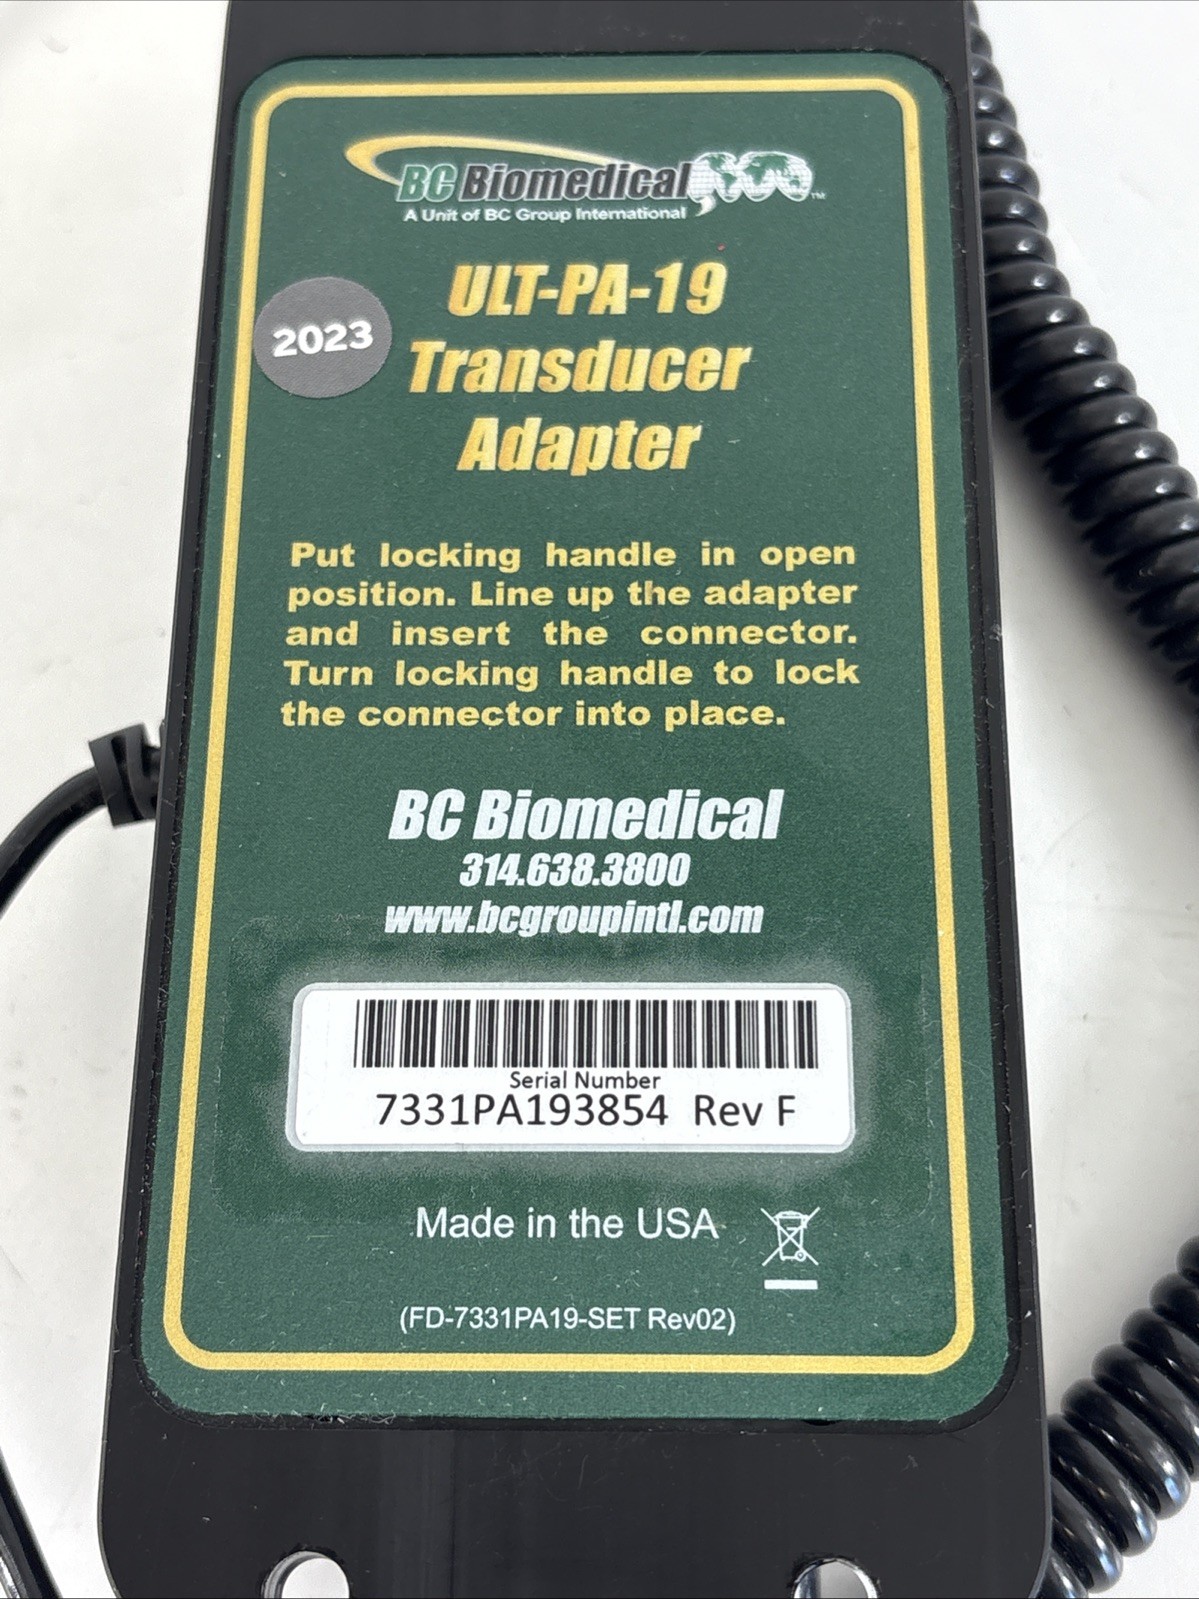 BC Biomedical
TM
A Unit of BC Group International
ULT-PA-19
2023
Transducer
Adapter
Put locking handle in open
position. Line up the adapter
and insert the connector.
Turn locking handle to lock
the connector into place.
BC Biomedical
314.638.3800
www.bcgroupintl.com
Serial Number
7331PA193854 Rev F
Made in the USA
(FD-7331PA19-SET Rev02)